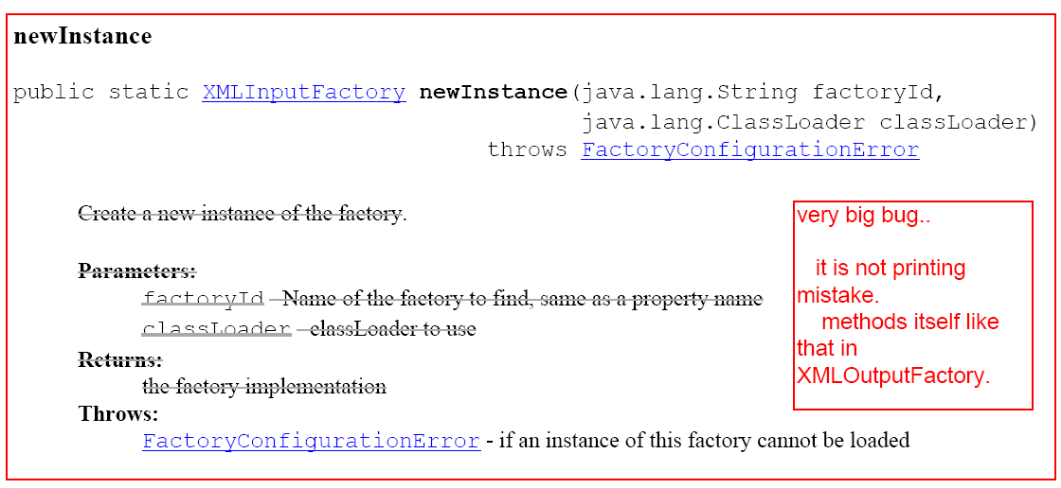 newInstance
public static XMLInputFactory newInstance(java.lang.String factoryId,
java.lang.ClassLoader classLoader)
throws FactoryConfigurationError
Create a new instance of the factory.
Parameters:
factoryId - Name of the factory to find, same as a property name
classLoader - classLoader to use
Returns:
the factory implementation
Throws:
FactoryConfigurationError - if an instance of this factory cannot be loaded
very big bug..
it is not printing
mistake.
methods itself like
that in
XMLOutputFactory.